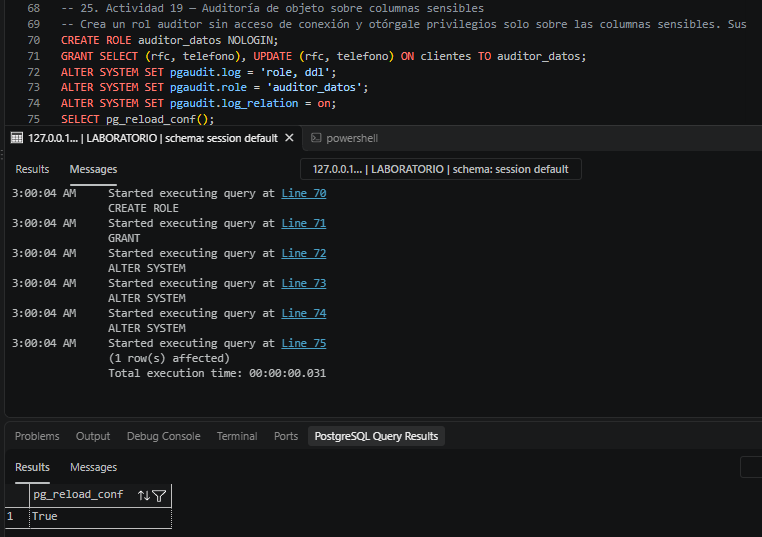 68 -- 25. Actividad 19 — Auditoría de objeto sobre columnas sensibles
69 -- Crea un rol auditor sin acceso de conexión y otórgale privilegios solo sobre las columnas sensibles. Sus
70 CREATE ROLE auditor_datos NOLOGIN;
71 GRANT SELECT (rfc, telefono), UPDATE (rfc, telefono) ON clientes TO auditor_datos;
72 ALTER SYSTEM SET pgaudit.log = 'role, ddl';
73 ALTER SYSTEM SET pgaudit.role = 'auditor_datos';
74 ALTER SYSTEM SET pgaudit.log_relation = on;
75 SELECT pg_reload_conf();
127.0.0.1... | LABORATORIO | schema: session default powershell
Results Messages 127.0.0.1... | LABORATORIO | schema: session default
3:00:04 AM Started executing query at Line 70
CREATE ROLE
3:00:04 AM Started executing query at Line 71
GRANT
3:00:04 AM Started executing query at Line 72
ALTER SYSTEM
3:00:04 AM Started executing query at Line 73
ALTER SYSTEM
3:00:04 AM Started executing query at Line 74
ALTER SYSTEM
3:00:04 AM Started executing query at Line 75
(1 row(s) affected)
Total execution time: 00:00:00.031
Problems Output Debug Console Terminal Ports PostgreSQL Query Results
Results Messages
pg_reload_conf
1 True